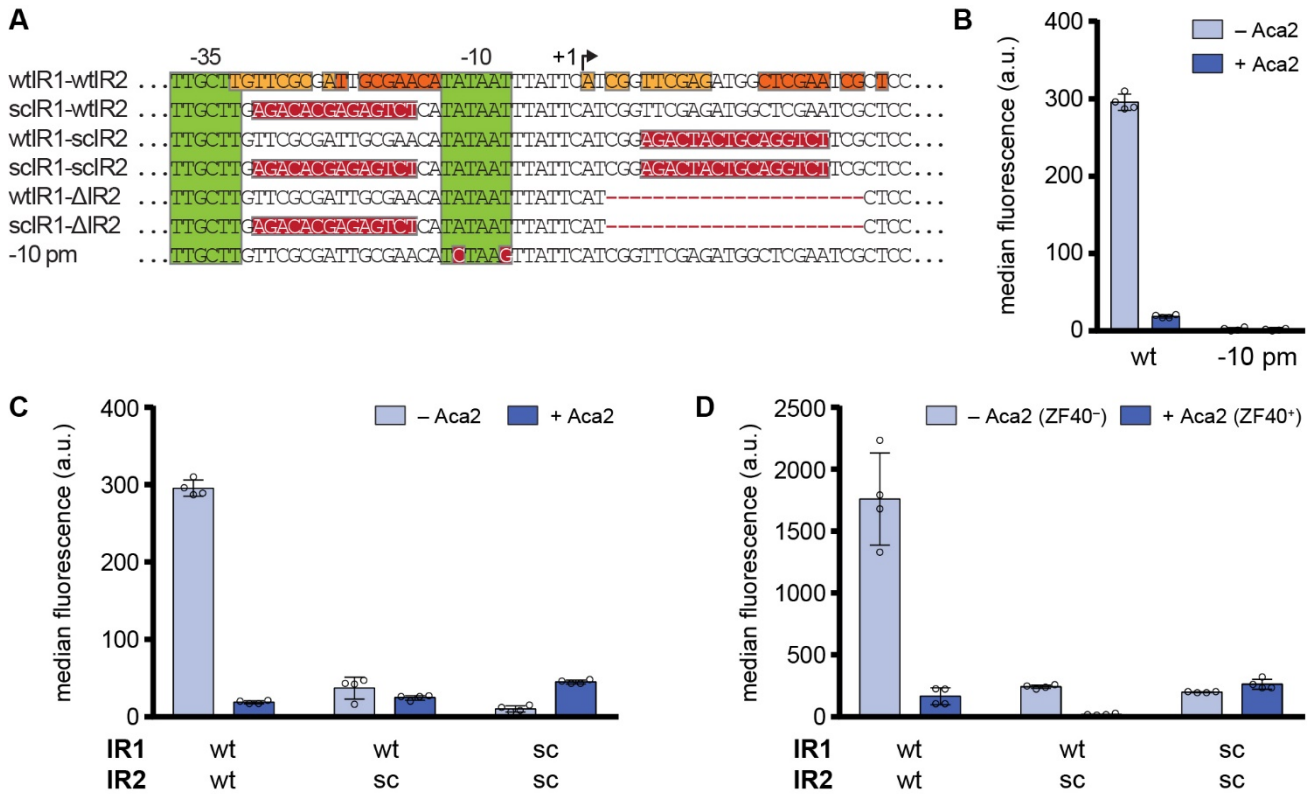 A
-35 -10 +1
wtIR1-wtIR2 ...TTGCTTGTTCGCGATTGCGAACATATAATTTATTCATCGGTTCGAGATGGCTCGAATCGCTCC...
scIR1-wtIR2 ...TTGCTTGAGACACGAGAGTCTCATATAATTTATTCATCGGTTCGAGATGGCTCGAATCGCTCC...
wtIR1-scIR2 ...TTGCTTGTTCGCGATTGCGAACATATAATTTATTCATCGGAGACTACTGCAGGTCTTCGCTCC...
scIR1-scIR2 ...TTGCTTGAGACACGAGAGTCTCATATAATTTATTCATCGGAGACTACTGCAGGTCTTCGCTCC...
wtIR1-ΔIR2 ...TTGCTTGTTCGCGATTGCGAACATATAATTTATTCAT----------------------CTCC...
scIR1-ΔIR2 ...TTGCTTGAGACACGAGAGTCTCATATAATTTATTCAT----------------------CTCC...
-10 pm ...TTGCTTGTTCGCGATTGCGAACATCTAAGTTATTCATCGGTTCGAGATGGCTCGAATCGCTCC...
B
– Aca2
+ Aca2
median fluorescence (a.u.)
400
300
200
100
0
wt -10 pm
C
– Aca2 + Aca2
median fluorescence (a.u.)
400
300
200
100
0
IR1 wt wt sc
IR2 wt sc sc
D
– Aca2 (ZF40⁻) + Aca2 (ZF40⁺)
median fluorescence (a.u.)
2500
2000
1500
1000
500
0
IR1 wt wt sc
IR2 wt sc sc